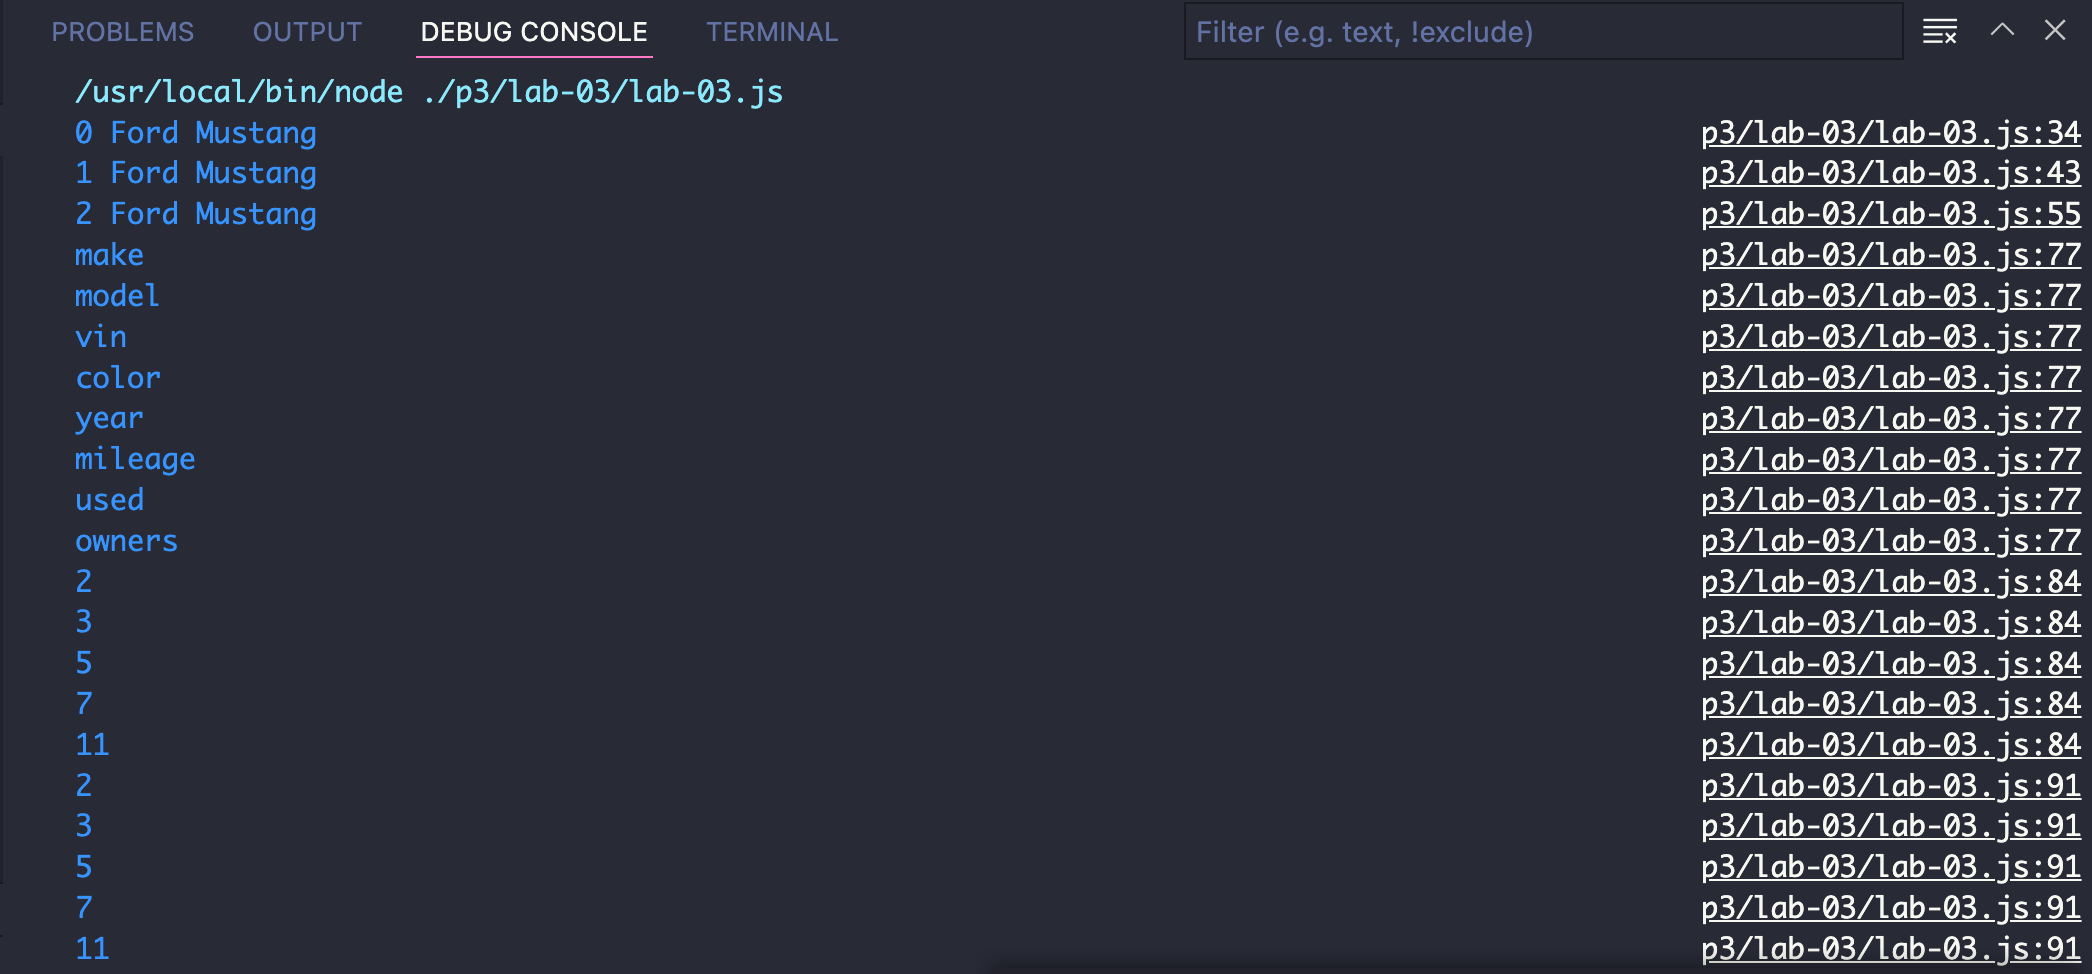 PROBLEMS OUTPUT DEBUG CONSOLE TERMINAL Filter (e.g. text, !exclude)
/usr/local/bin/node ./p3/lab-03/lab-03.js
0 Ford Mustang p3/lab-03/lab-03.js:34
1 Ford Mustang p3/lab-03/lab-03.js:43
2 Ford Mustang p3/lab-03/lab-03.js:55
make p3/lab-03/lab-03.js:77
model p3/lab-03/lab-03.js:77
vin p3/lab-03/lab-03.js:77
color p3/lab-03/lab-03.js:77
year p3/lab-03/lab-03.js:77
mileage p3/lab-03/lab-03.js:77
used p3/lab-03/lab-03.js:77
owners p3/lab-03/lab-03.js:77
2 p3/lab-03/lab-03.js:84
3 p3/lab-03/lab-03.js:84
5 p3/lab-03/lab-03.js:84
7 p3/lab-03/lab-03.js:84
11 p3/lab-03/lab-03.js:84
2 p3/lab-03/lab-03.js:91
3 p3/lab-03/lab-03.js:91
5 p3/lab-03/lab-03.js:91
7 p3/lab-03/lab-03.js:91
11 p3/lab-03/lab-03.js:91